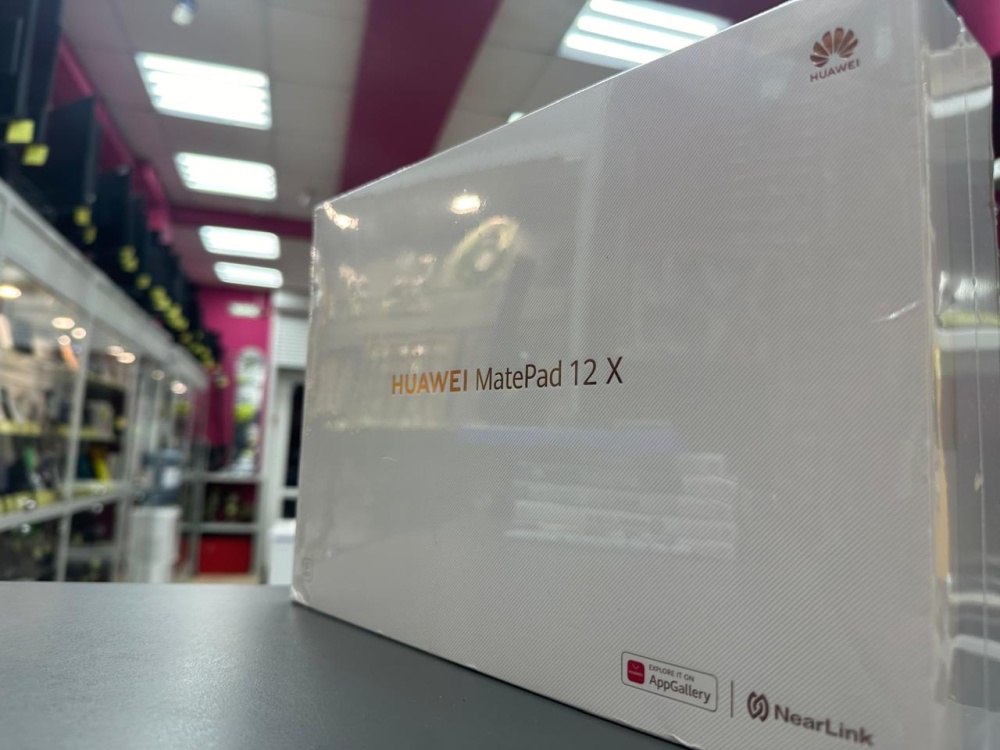 HUAWEI
HUAWEI MatePad 12 X
EXPLORE IT ON
AppGallery
NearLink